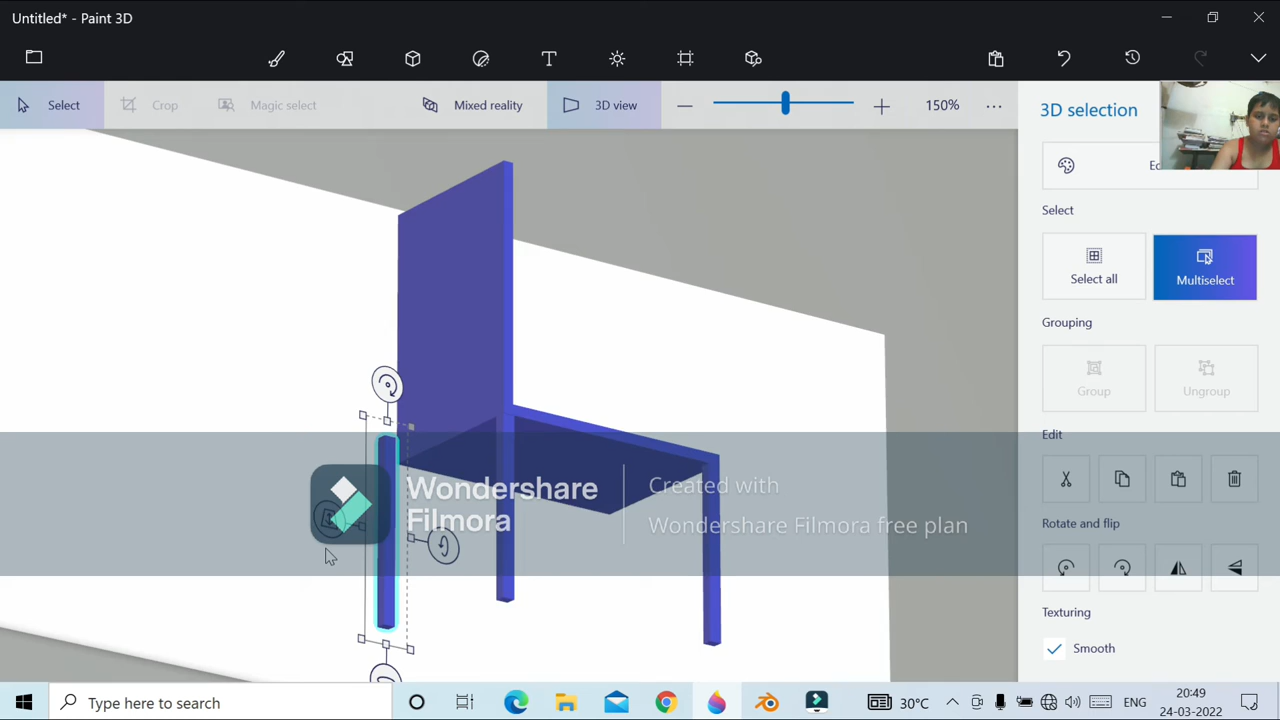 Untitled* - Paint 3D
Select
Crop
Magic select
Mixed reality
3D view
150%
3D selection
Select
Select all
Multiselect
Grouping
Group
Ungroup
Edit
Wondershare
Filmora
Created with
Wondershare Filmora free plan
Rotate and flip
Texturing
Smooth
Type here to search
30°C
ENG
20:49
24-03-2022